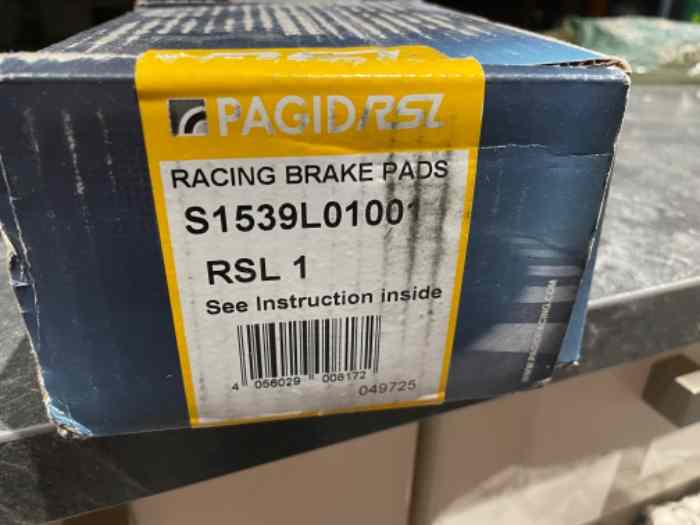 PAGID RSL
RACING BRAKE PADS
S1539L01001
RSL 1
See Instruction inside
4 056029 008172
049725